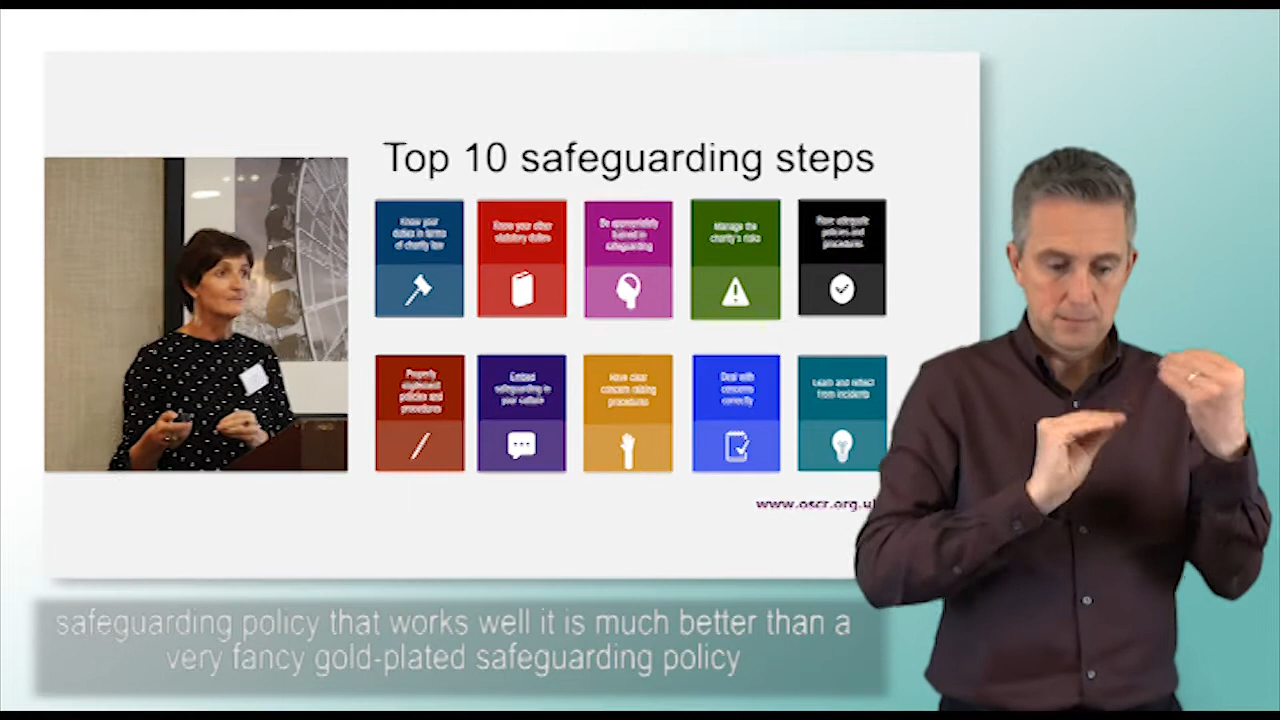 Top 10 safeguarding steps
Know your
duties in terms
of charity law
Know your other
statutory duties
Be appropriately
trained in
safeguarding
Manage the
charity's risks
Have adequate
policies and
procedures
Properly
implement
policies and
procedures
Embed
safeguarding in
your culture
Have clear
concern raising
procedures
Deal with
concerns
correctly
Learn and reflect
from incidents
www.oscr.org.u
safeguarding policy that works well it is much better than a
very fancy gold-plated safeguarding policy